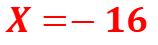 X = – 16